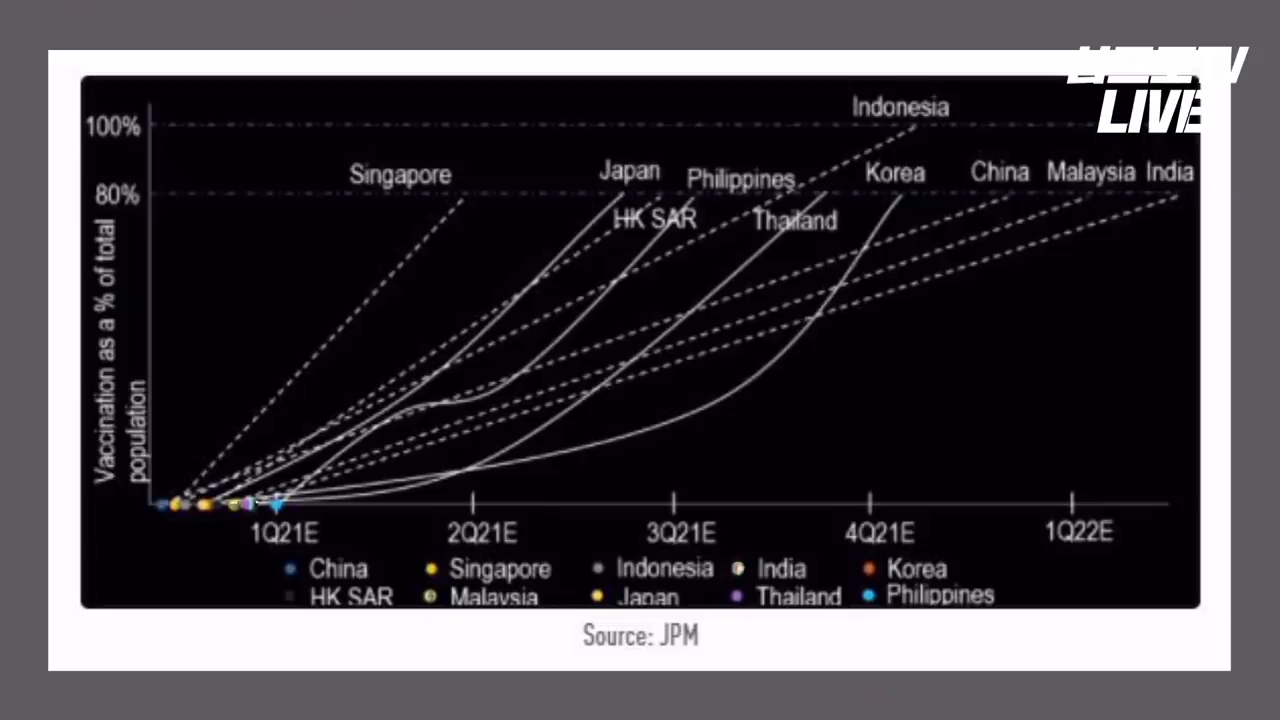 LIVE
Indonesia
100%
Singapore Japan Philippines Korea China Malaysia India
80%
HK SAR Thailand
Vaccination as a % of total
population
1Q21E 2Q21E 3Q21E 4Q21E 1Q22E
China Singapore Indonesia India Korea
HK SAR Malaysia Japan Thailand Philippines
Source: JPM